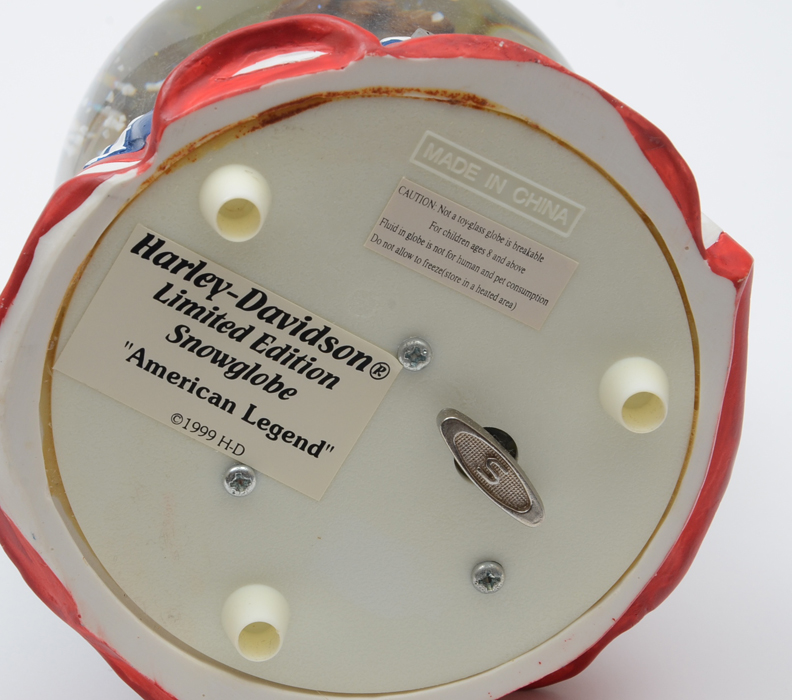 MADE IN CHINA
CAUTION: Not a toy-glass globe is breakable
For children ages 8 and above
Fluid in globe is not for human and pet consumption
Do not allow to freeze(store in a heated area)
Harley-Davidson®
Limited Edition
Snowglobe
"American Legend"
©1999 H-D
S